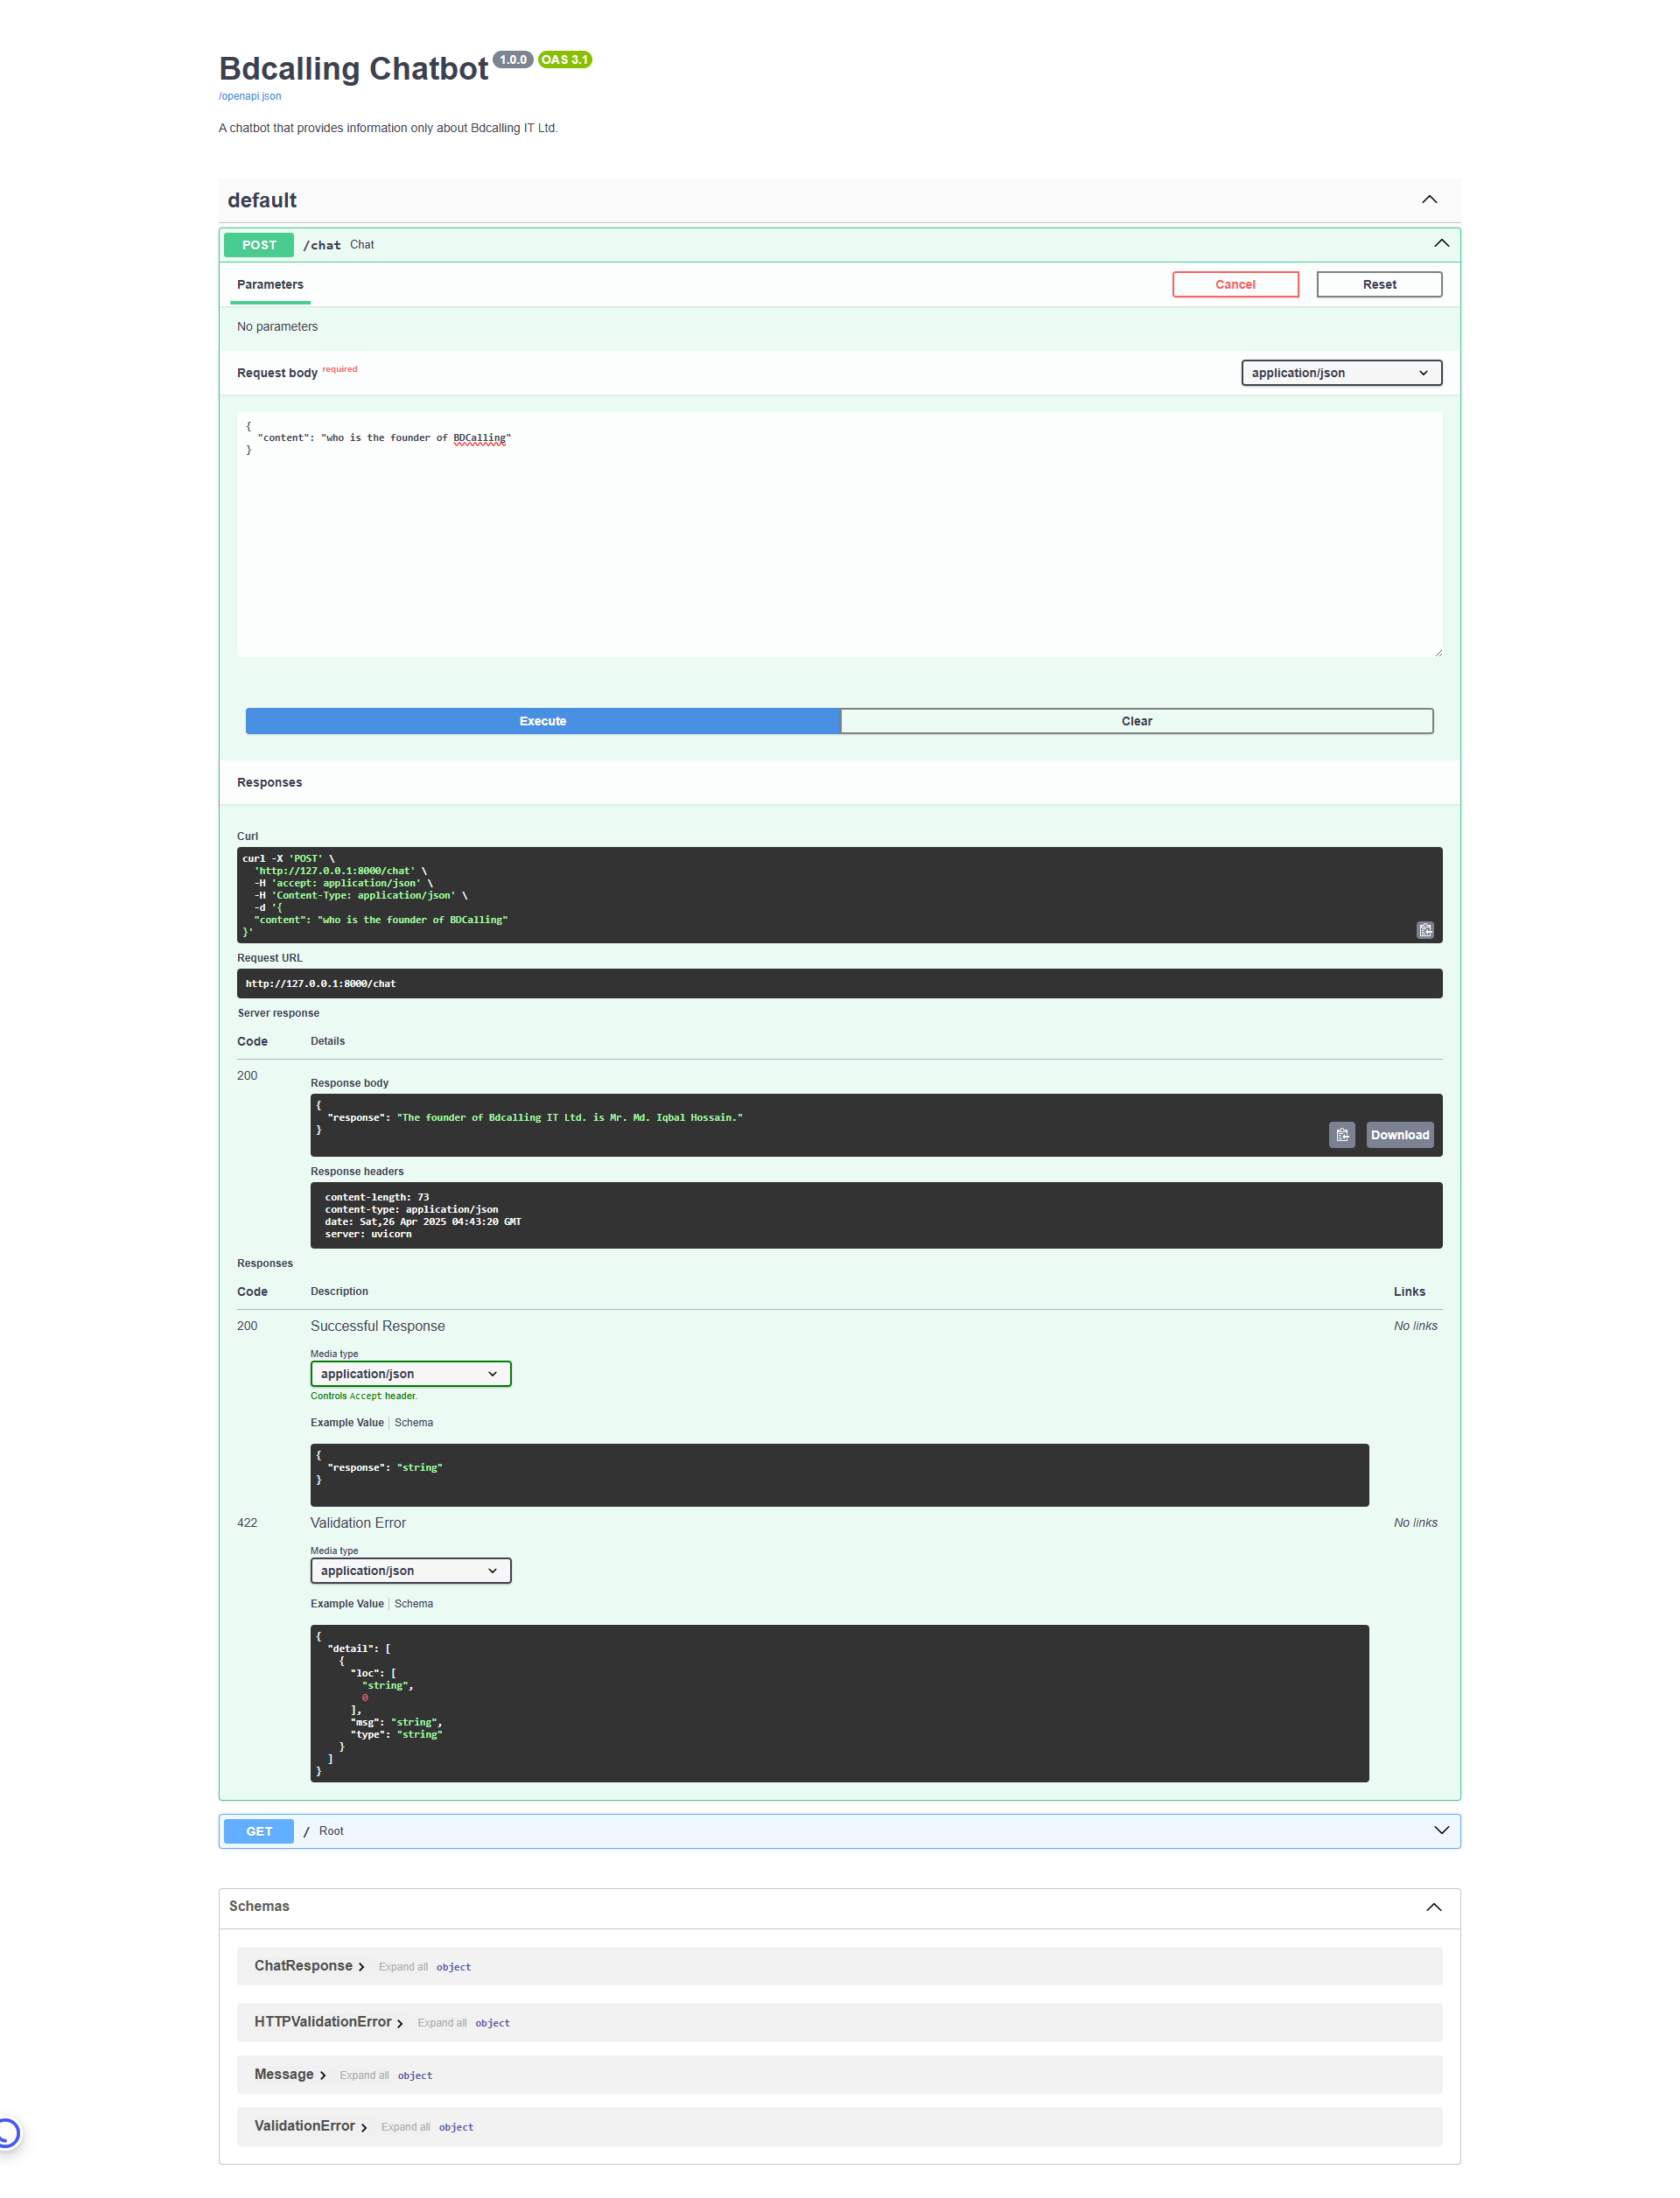 Bdcalling Chatbot 1.0.0 OAS 3.1
/openapi.json
A chatbot that provides information only about Bdcalling IT Ltd.
default
POST /chat Chat
Parameters
Cancel
Reset
No parameters
Request body required
application/json
{
  "content": "who is the founder of BDCalling"
}
Execute
Clear
Responses
Curl
curl -X 'POST' \
  'http://127.0.0.1:8000/chat' \
  -H 'accept: application/json' \
  -H 'Content-Type: application/json' \
  -d '{
  "content": "who is the founder of BDCalling"
}'
Request URL
http://127.0.0.1:8000/chat
Server response
Code Details
200
Response body
{
  "response": "The founder of Bdcalling IT Ltd. is Mr. Md. Iqbal Hossain."
}
Download
Response headers
content-length: 73
content-type: application/json
date: Sat,26 Apr 2025 04:43:20 GMT
server: uvicorn
Responses
Code Description Links
200 Successful Response No links
Media type
application/json
Controls Accept header.
Example Value Schema
{
  "response": "string"
}
422 Validation Error No links
Media type
application/json
Example Value Schema
{
  "detail": [
    {
      "loc": [
        "string",
        0
      ],
      "msg": "string",
      "type": "string"
    }
  ]
}
GET / Root
Schemas
ChatResponse Expand all object
HTTPValidationError Expand all object
Message Expand all object
ValidationError Expand all object